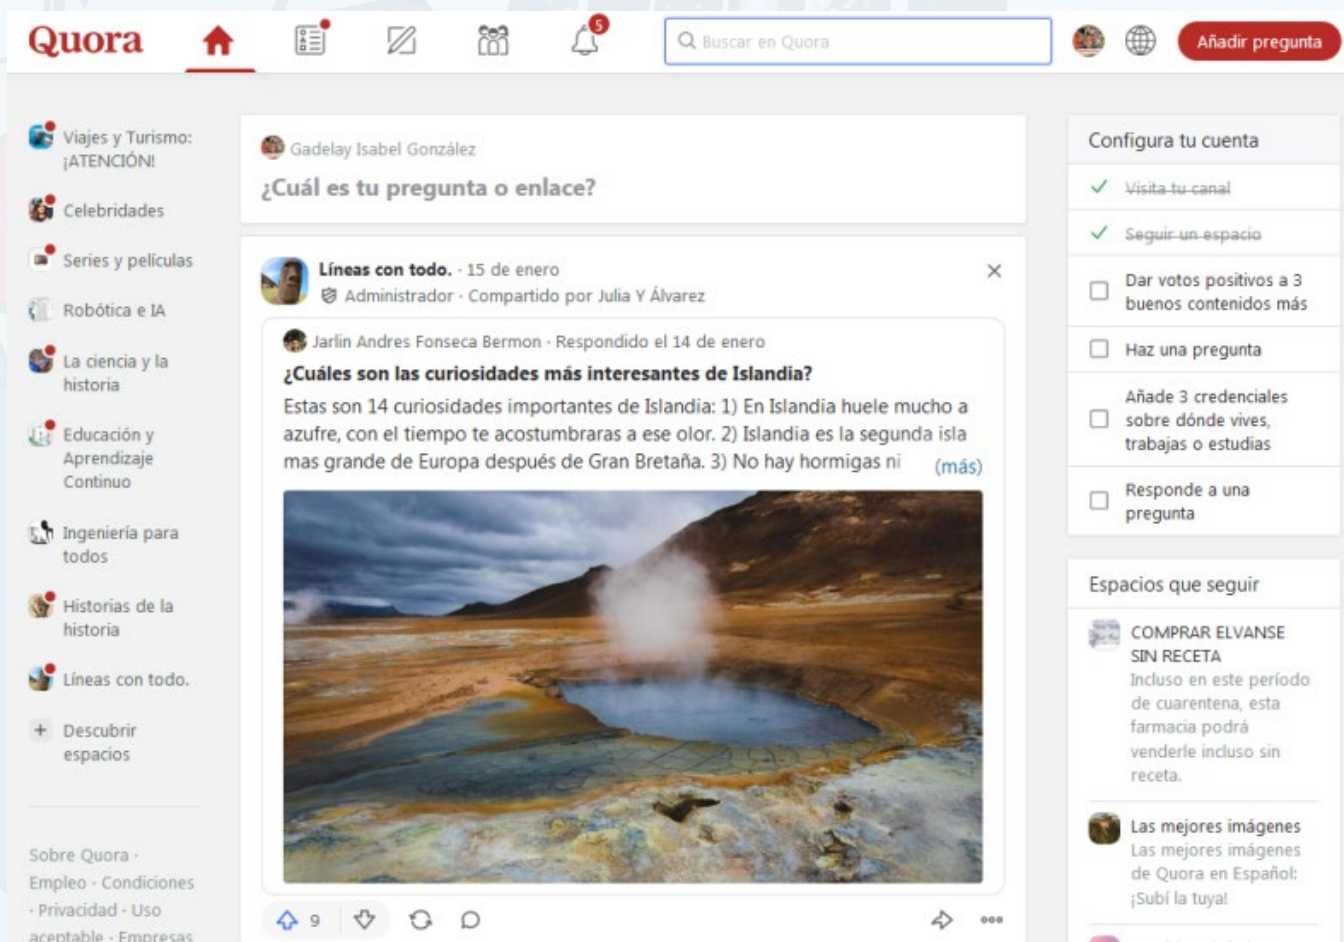 Quora
5
Buscar en Quora
Añadir pregunta
Viajes y Turismo:
¡ATENCIÓN!
Celebridades
Series y películas
Robótica e IA
La ciencia y la
historia
Educación y
Aprendizaje
Continuo
Ingeniería para
todos
Historias de la
historia
Líneas con todo.
+ Descubrir
espacios
Sobre Quora ·
Empleo · Condiciones
· Privacidad · Uso
aceptable · Empresas
Gadelay Isabel González
¿Cuál es tu pregunta o enlace?
Líneas con todo. · 15 de enero
Administrador · Compartido por Julia Y Álvarez
Jarlin Andres Fonseca Bermon · Respondido el 14 de enero
¿Cuáles son las curiosidades más interesantes de Islandia?
Estas son 14 curiosidades importantes de Islandia: 1) En Islandia huele mucho a
azufre, con el tiempo te acostumbraras a ese olor. 2) Islandia es la segunda isla
mas grande de Europa después de Gran Bretaña. 3) No hay hormigas ni (más)
9
Configura tu cuenta
Visita tu canal
Seguir un espacio
Dar votos positivos a 3
buenos contenidos más
Haz una pregunta
Añade 3 credenciales
sobre dónde vives,
trabajas o estudias
Responde a una
pregunta
Espacios que seguir
COMPRAR ELVANSE
SIN RECETA
Incluso en este período
de cuarentena, esta
farmacia podrá
venderle incluso sin
receta.
Las mejores imágenes
Las mejores imágenes
de Quora en Español:
¡Subí la tuya!